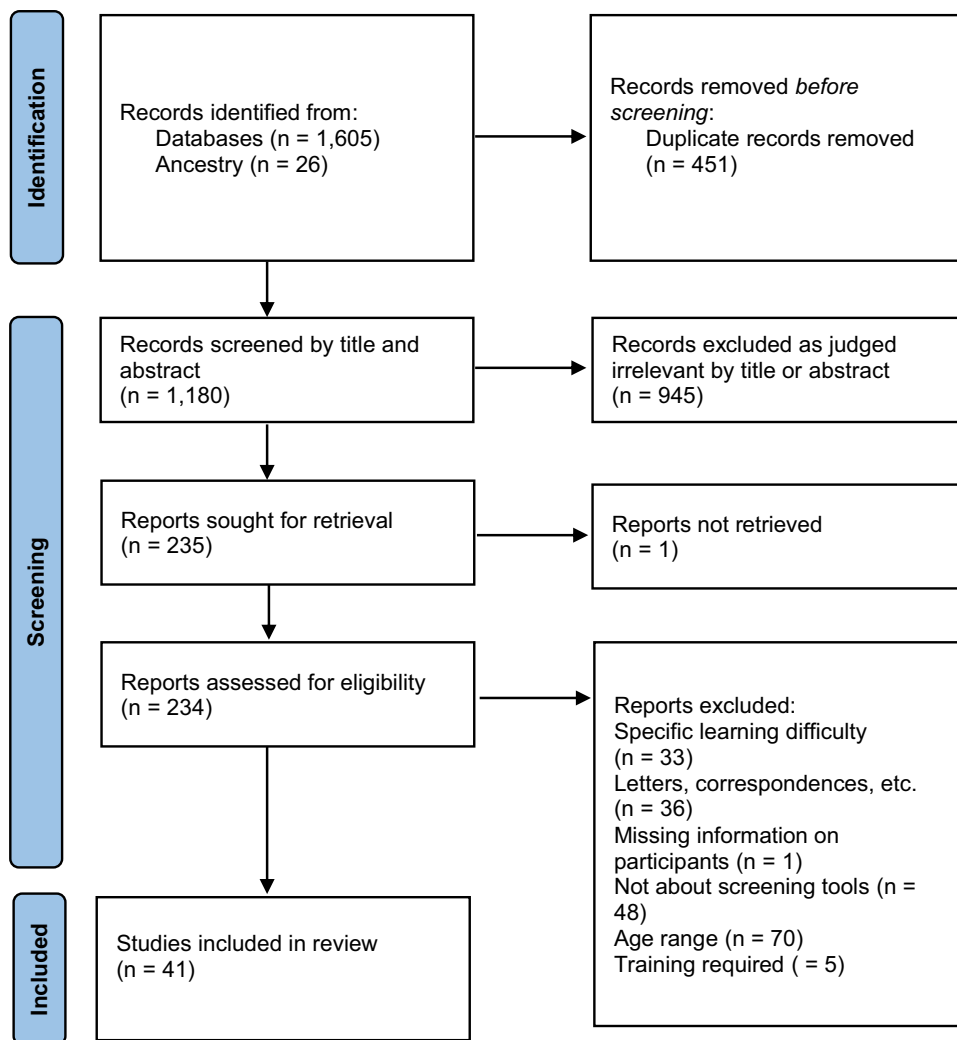 Identification
Records identified from:
Databases (n = 1,605)
Ancestry (n = 26)
Records removed before
screening:
Duplicate records removed
(n = 451)
Screening
Records screened by title and
abstract
(n = 1,180)
Records excluded as judged
irrelevant by title or abstract
(n = 945)
Reports sought for retrieval
(n = 235)
Reports not retrieved
(n = 1)
Reports assessed for eligibility
(n = 234)
Reports excluded:
Specific learning difficulty
(n = 33)
Letters, correspondences, etc.
(n = 36)
Missing information on
participants (n = 1)
Not about screening tools (n =
48)
Age range (n = 70)
Training required ( = 5)
Included
Studies included in review
(n = 41)